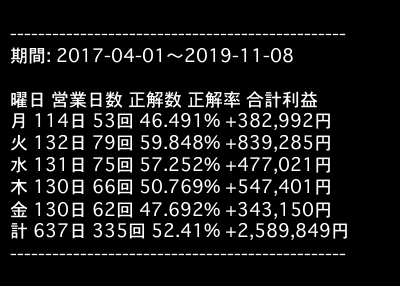 ------------------------------------------------
期間: 2017-04-01〜2019-11-08
曜日 営業日数 正解数 正解率 合計利益
月 114日 53回 46.491% +382,992円
火 132日 79回 59.848% +839,285円
水 131日 75回 57.252% +477,021円
木 130日 66回 50.769% +547,401円
金 130日 62回 47.692% +343,150円
計 637日 335回 52.41% +2,589,849円
------------------------------------------------